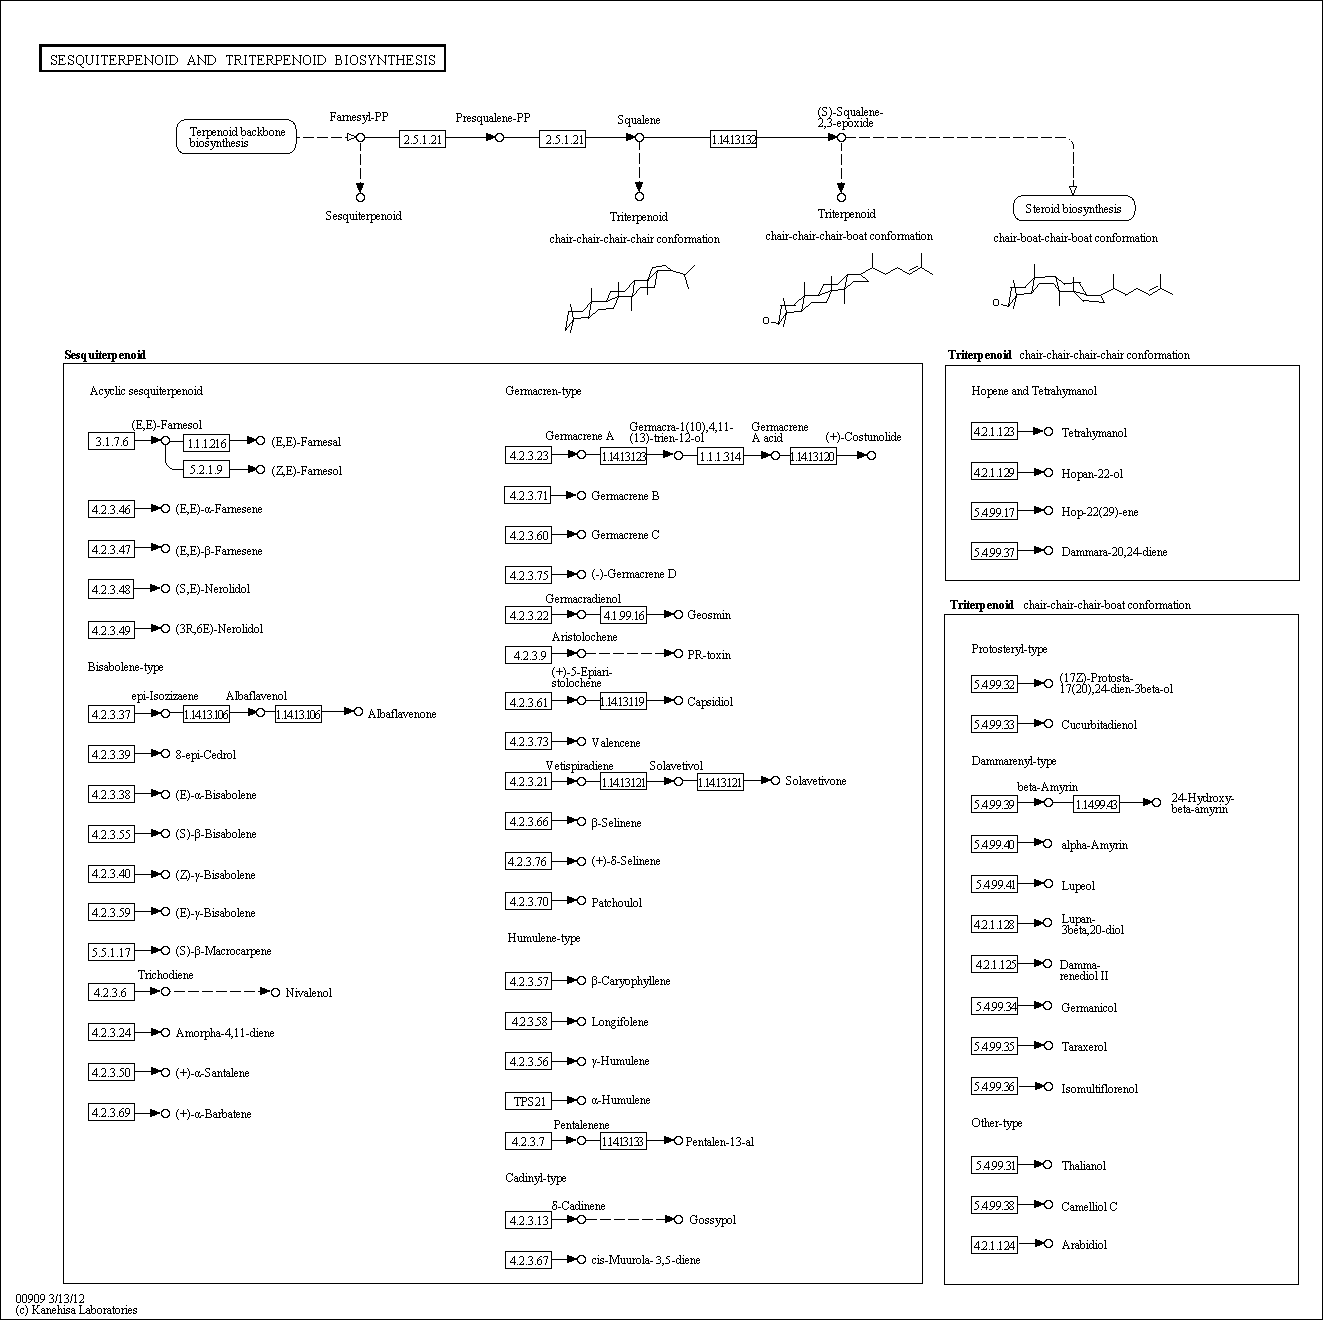 SESQUITERPENOID AND TRITERPENOID BIOSYNTHESIS
Terpenoid backbone
biosynthesis
Farnesyl-PP
2.5.1.21
Presqualene-PP
2.5.1.21
Squalene
1.14.13132
(S)-Squalene-
2,3-epoxide
Sesquiterpenoid
Triterpenoid
chair-chair-chair-chair conformation
Triterpenoid
chair-chair-chair-boat conformation
Steroid biosynthesis
chair-boat-chair-boat conformation
O
O
Sesquiterpenoid
Acyclic sesquiterpenoid
(E,E)-Farnesol
3.1.7.6
1.1.1.216
(E,E)-Farnesal
5.2.1.9
(Z,E)-Farnesol
4.2.3.46
(E,E)-α-Farnesene
4.2.3.47
(E,E)-β-Farnesene
4.2.3.48
(S,E)-Nerolidol
4.2.3.49
(3R,6E)-Nerolidol
Bisabolene-type
epi-Isozizaene
Albaflavenol
4.2.3.37
1.14.13.106
1.14.13.106
Albaflavenone
4.2.3.39
8-epi-Cedrol
4.2.3.38
(E)-α-Bisabolene
4.2.3.55
(S)-β-Bisabolene
4.2.3.40
(Z)-γ-Bisabolene
4.2.3.59
(E)-γ-Bisabolene
5.5.1.17
(S)-β-Macrocarpene
Trichodiene
4.2.3.6
Nivalenol
4.2.3.24
Amorpha-4,11-diene
4.2.3.50
(+)-α-Santalene
4.2.3.69
(+)-α-Barbatene
Germacren-type
Germacrene A
Germacra-1(10),4,11-
(13)-trien-12-ol
Germacrene
A acid
(+)-Costunolide
4.2.3.23
1.14.13.123
1.1.1.314
1.14.13.120
4.2.3.71
Germacrene B
4.2.3.60
Germacrene C
4.2.3.75
(-)-Germacrene D
Germacradienol
4.2.3.22
4.1.99.16
Geosmin
Aristolochene
4.2.3.9
PR-toxin
(+)-5-Epiari-
stolochene
4.2.3.61
1.14.13.119
Capsidiol
4.2.3.73
Valencene
Vetispiradiene
Solavetivol
4.2.3.21
1.14.13.121
1.14.13.121
Solavetivone
4.2.3.66
β-Selinene
4.2.3.76
(+)-δ-Selinene
4.2.3.70
Patchoulol
Humulene-type
4.2.3.57
β-Caryophyllene
4.2.3.58
Longifolene
4.2.3.56
γ-Humulene
TPS21
α-Humulene
Pentalenene
4.2.3.7
1.14.13.133
Pentalen-13-al
Cadinyl-type
δ-Cadinene
4.2.3.13
Gossypol
4.2.3.67
cis-Muurola-3,5-diene
Triterpenoid chair-chair-chair-chair conformation
Hopene and Tetrahymanol
4.2.1.123
Tetrahymanol
4.2.1.129
Hopan-22-ol
5.4.99.17
Hop-22(29)-ene
5.4.99.37
Dammara-20,24-diene
Triterpenoid chair-chair-chair-boat conformation
Protosteryl-type
5.4.99.32
(17Z)-Protosta-
17(20),24-dien-3beta-ol
5.4.99.33
Cucurbitadienol
Dammarenyl-type
beta-Amyrin
5.4.99.39
1.14.99.43
24-Hydroxy-
beta-amyrin
5.4.99.40
alpha-Amyrin
5.4.99.41
Lupeol
4.2.1.128
Lupan-
3beta,20-diol
4.2.1.125
Damma-
renediol II
5.4.99.34
Germanicol
5.4.99.35
Taraxerol
5.4.99.36
Isomultiflorenol
Other-type
5.4.99.31
Thalianol
5.4.99.38
Camelliol C
4.2.1.124
Arabidiol
00909 3/13/12
(c) Kanehisa Laboratories